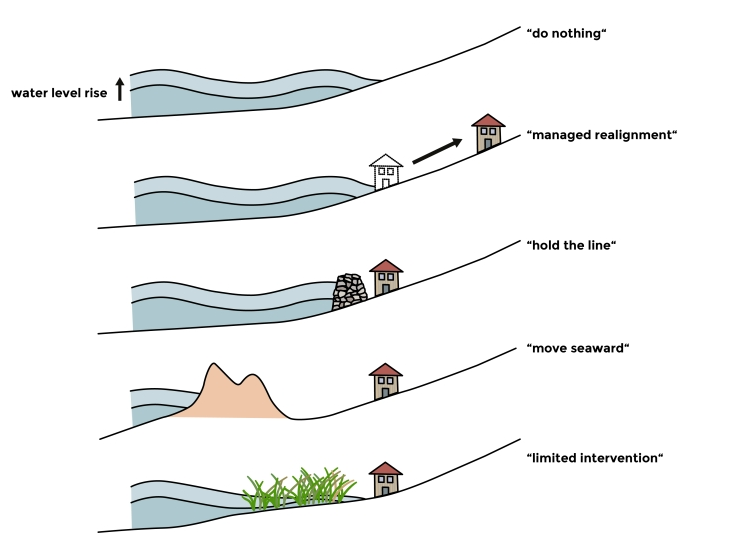 “do nothing“
water level rise
“managed realignment“
“hold the line“
“move seaward“
“limited intervention“